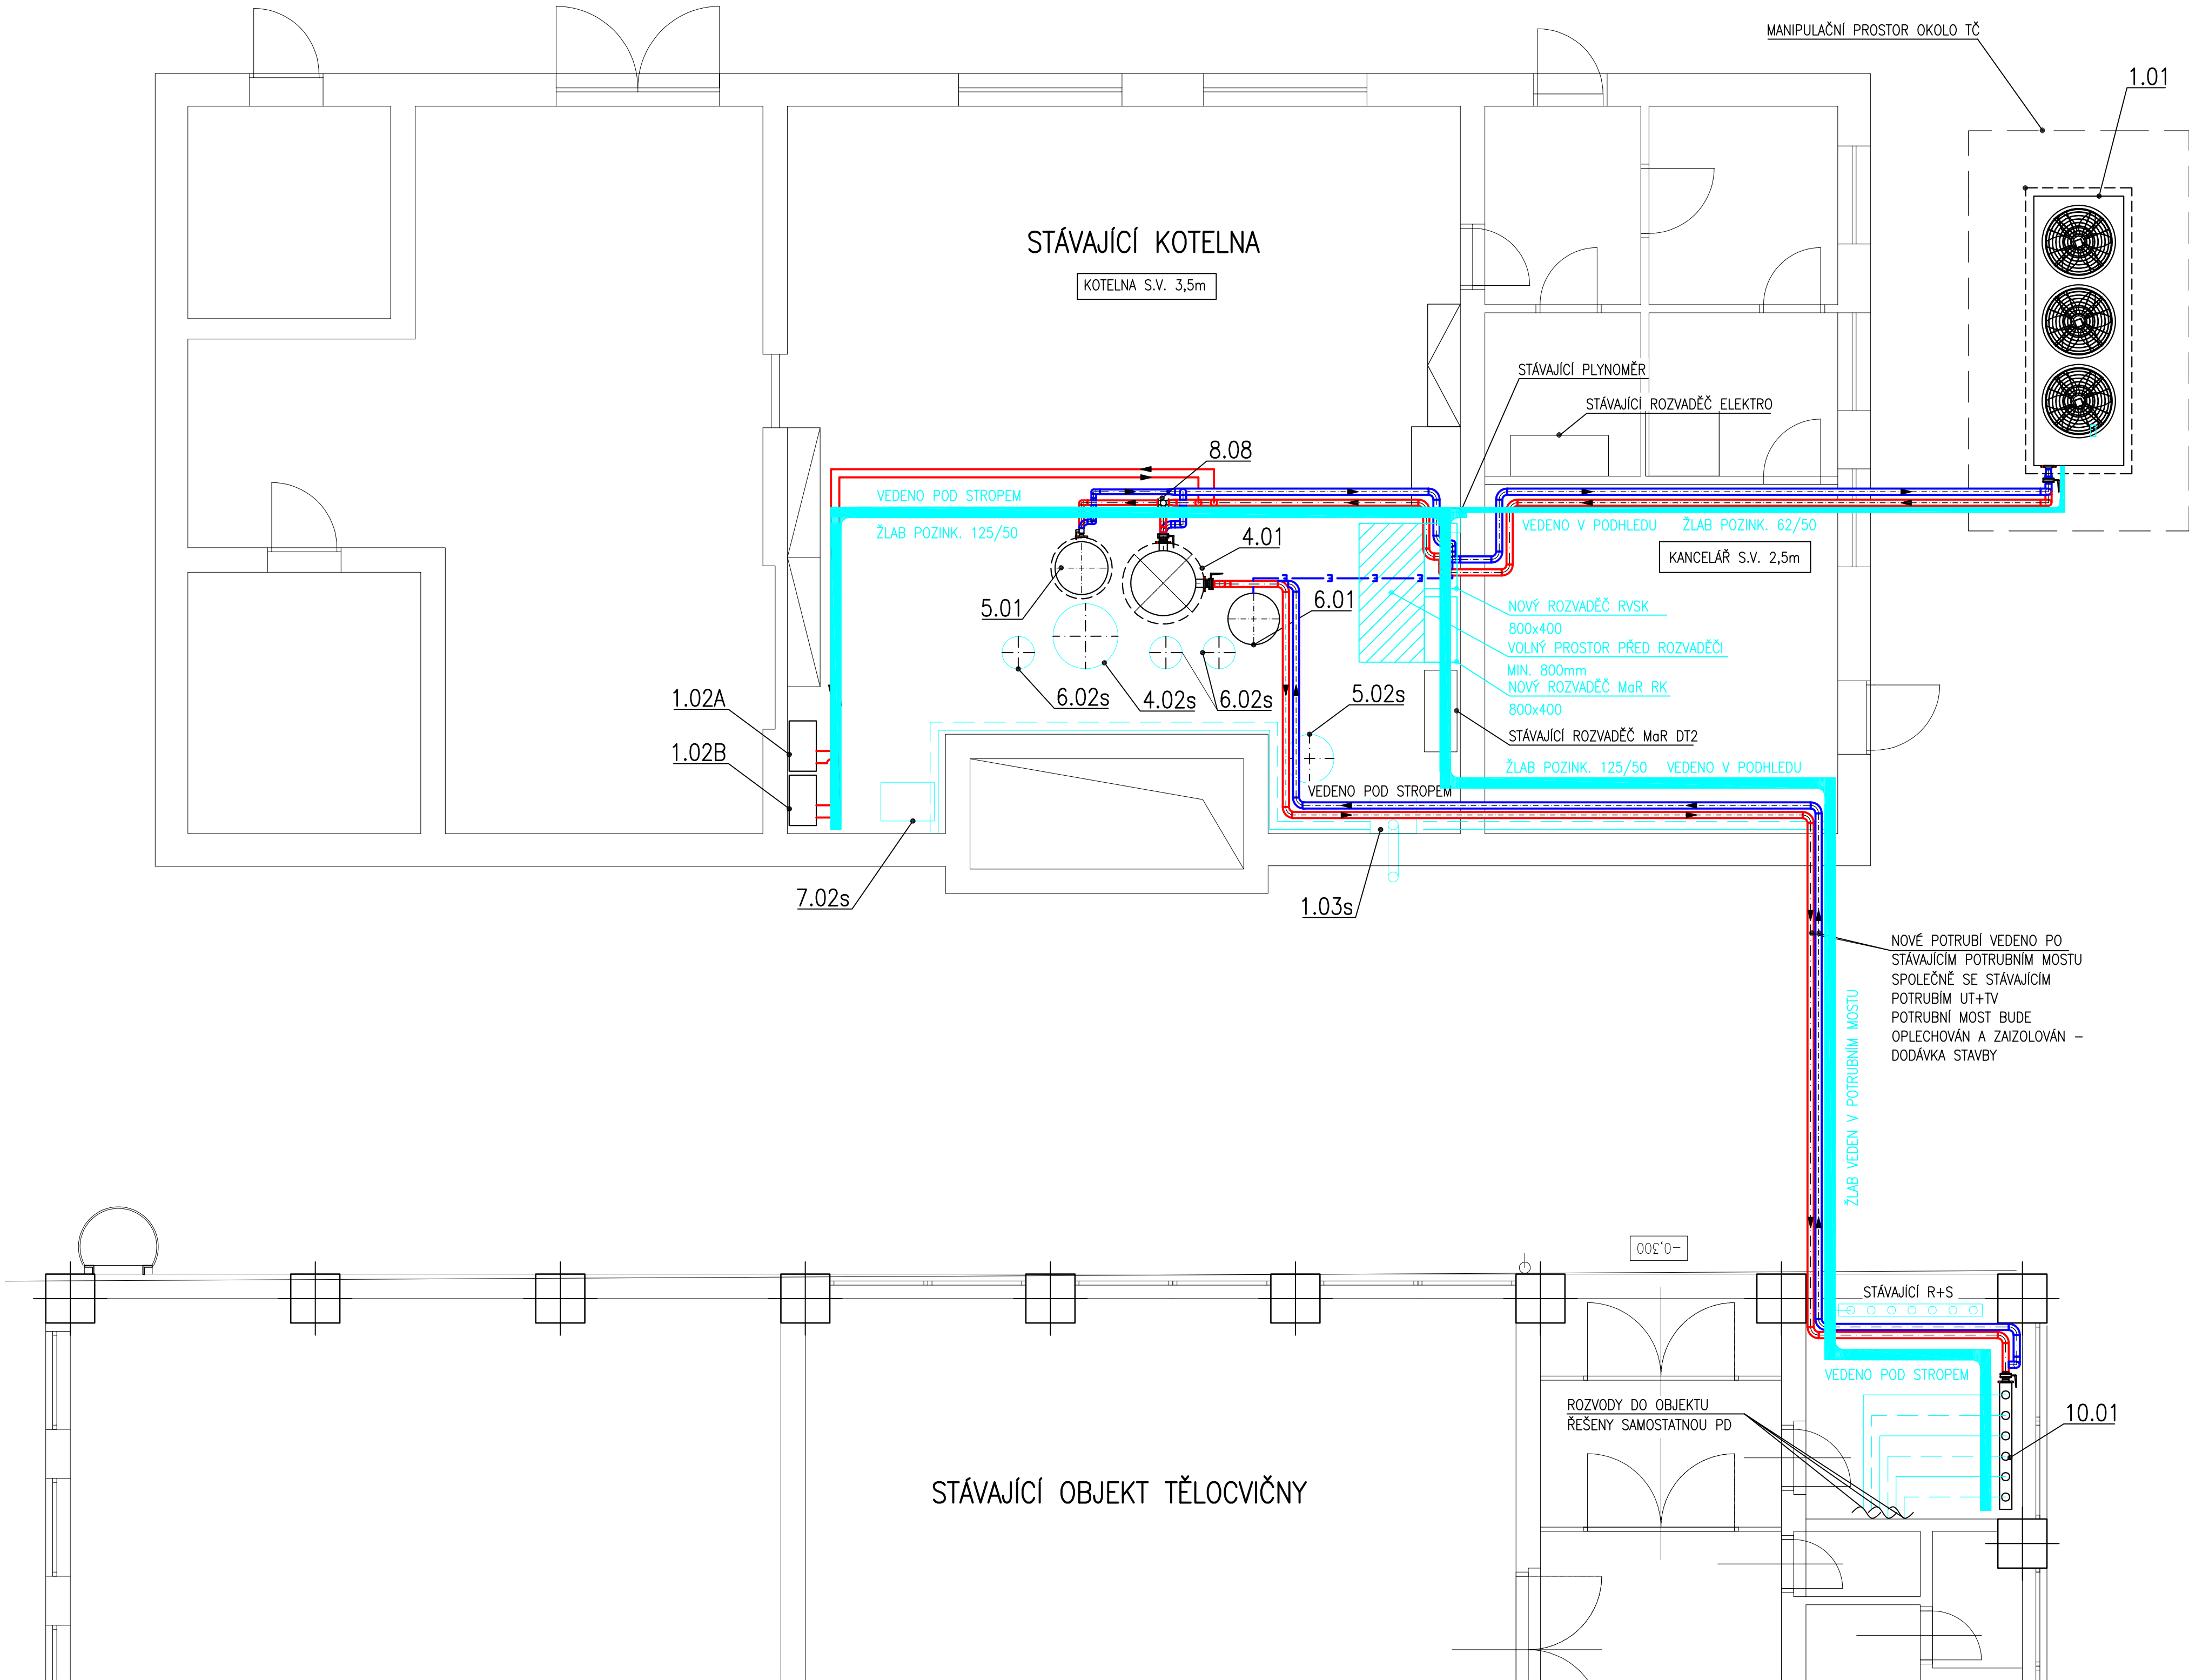 MANIPULAČNÍ PROSTOR OKOLO TČ
1.01
STÁVAJÍCÍ KOTELNA
KOTELNA S.V. 3,5m
STÁVAJÍCÍ PLYNOMĚR
STÁVAJÍCÍ ROZVADĚČ ELEKTRO
8.08
VEDENO POD STROPEM
ŽLAB POZINK. 125/50
4.01
VEDENO V PODHLEDU
ŽLAB POZINK. 62/50
KANCELÁŘ S.V. 2,5m
5.01
6.01
NOVÝ ROZVADĚČ RVSK
800x400
VOLNÝ PROSTOR PŘED ROZVADĚČI
MIN. 800mm
NOVÝ ROZVADĚČ MaR RK
800x400
STÁVAJÍCÍ ROZVADĚČ MaR DT2
6.02s
4.02s
6.02s
5.02s
1.02A
1.02B
ŽLAB POZINK. 125/50
VEDENO V PODHLEDU
VEDENO POD STROPEM
7.02s
1.03s
NOVÉ POTRUBÍ VEDENO PO
STÁVAJÍCÍM POTRUBNÍM MOSTU
SPOLEČNĚ SE STÁVAJÍCÍM
POTRUBÍM UT+TV
POTRUBNÍ MOST BUDE
OPLECHOVÁN A ZAIZOLOVÁN –
DODÁVKA STAVBY
ŽLAB VEDEN V POTRUBNÍM MOSTU
-0,300
STÁVAJÍCÍ R+S
VEDENO POD STROPEM
ROZVODY DO OBJEKTU
ŘEŠENY SAMOSTATNOU PD
10.01
STÁVAJÍCÍ OBJEKT TĚLOCVIČNY